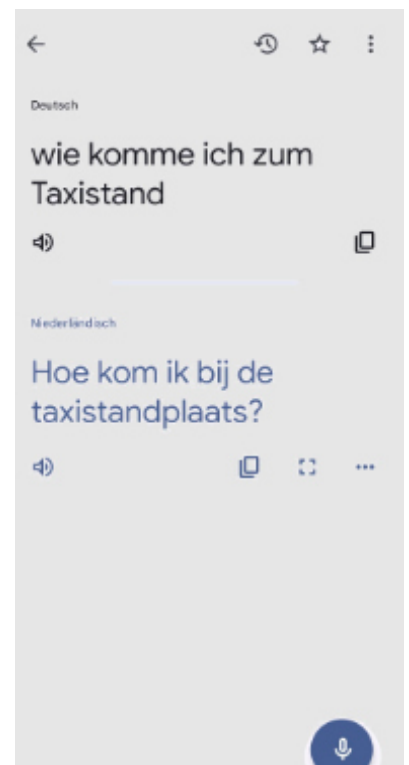 Deutsch
wie komme ich zum
Taxistand
Niederländisch
Hoe kom ik bij de
taxistandplaats?